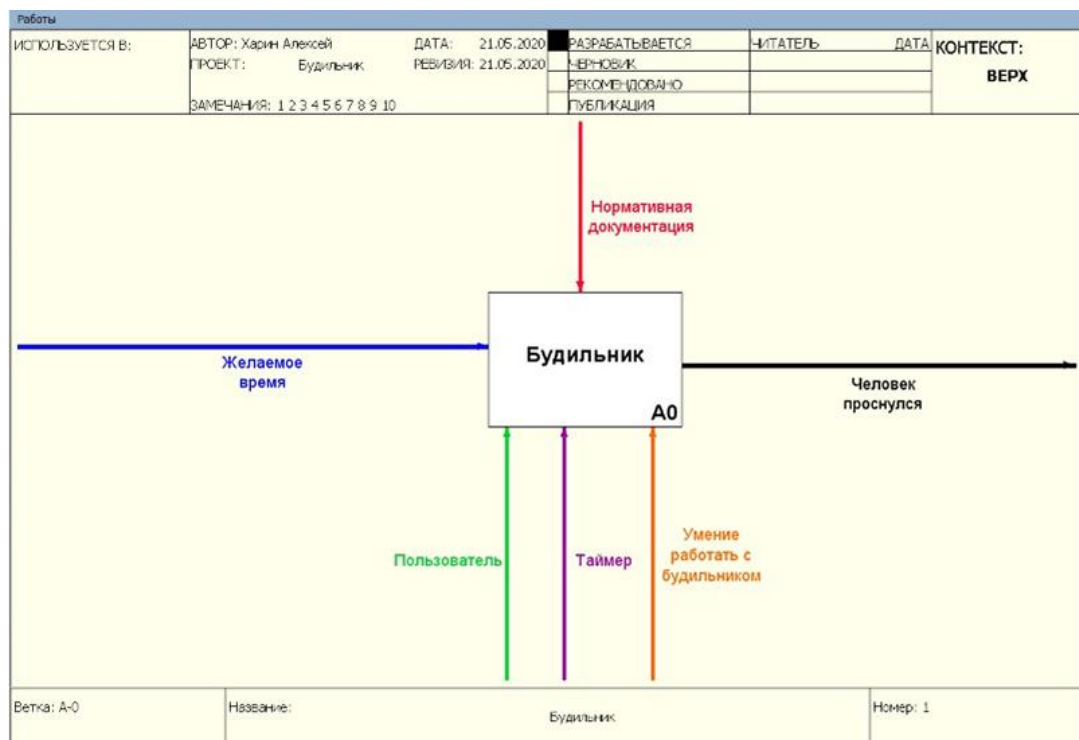 Работы
ИСПОЛЬЗУЕТСЯ В:
АВТОР: Харин Алексей
ДАТА: 21.05.2020
ПРОЕКТ: Будильник
РЕВИЗИЯ: 21.05.2020
ЗАМЕЧАНИЯ: 1 2 3 4 5 6 7 8 9 10
РАЗРАБАТЫВАЕТСЯ
ЧЕРНОВИК
РЕКОМЕНДОВАНО
ПУБЛИКАЦИЯ
ЧИТАТЕЛЬ
ДАТА
КОНТЕКСТ:
ВЕРХ
Нормативная
документация
Желаемое
время
Будильник
A0
Человек
проснулся
Пользователь
Таймер
Умение
работать с
будильником
Ветка: A-0
Название:
Будильник
Номер: 1